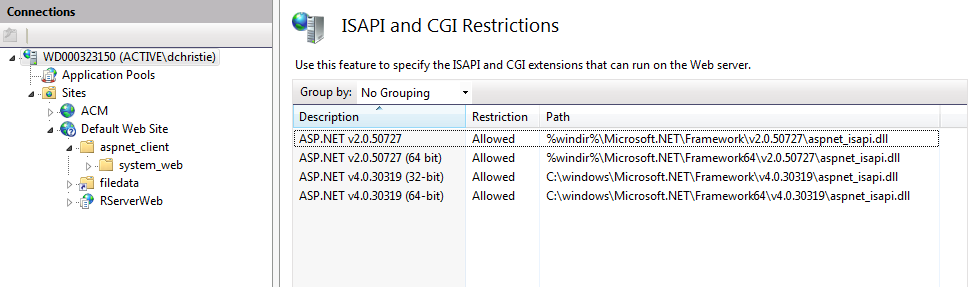 Connections
WD000323150 (ACTIVE\dchristie)
Application Pools
Sites
ACM
Default Web Site
aspnet_client
system_web
filedata
RServerWeb
ISAPI and CGI Restrictions
Use this feature to specify the ISAPI and CGI extensions that can run on the Web server.
Group by: No Grouping
Description Restriction Path
ASP.NET v2.0.50727 Allowed %windir%\Microsoft.NET\Framework\v2.0.50727\aspnet_isapi.dll
ASP.NET v2.0.50727 (64 bit) Allowed %windir%\Microsoft.NET\Framework64\v2.0.50727\aspnet_isapi.dll
ASP.NET v4.0.30319 (32-bit) Allowed C:\windows\Microsoft.NET\Framework\v4.0.30319\aspnet_isapi.dll
ASP.NET v4.0.30319 (64-bit) Allowed C:\windows\Microsoft.NET\Framework64\v4.0.30319\aspnet_isapi.dll